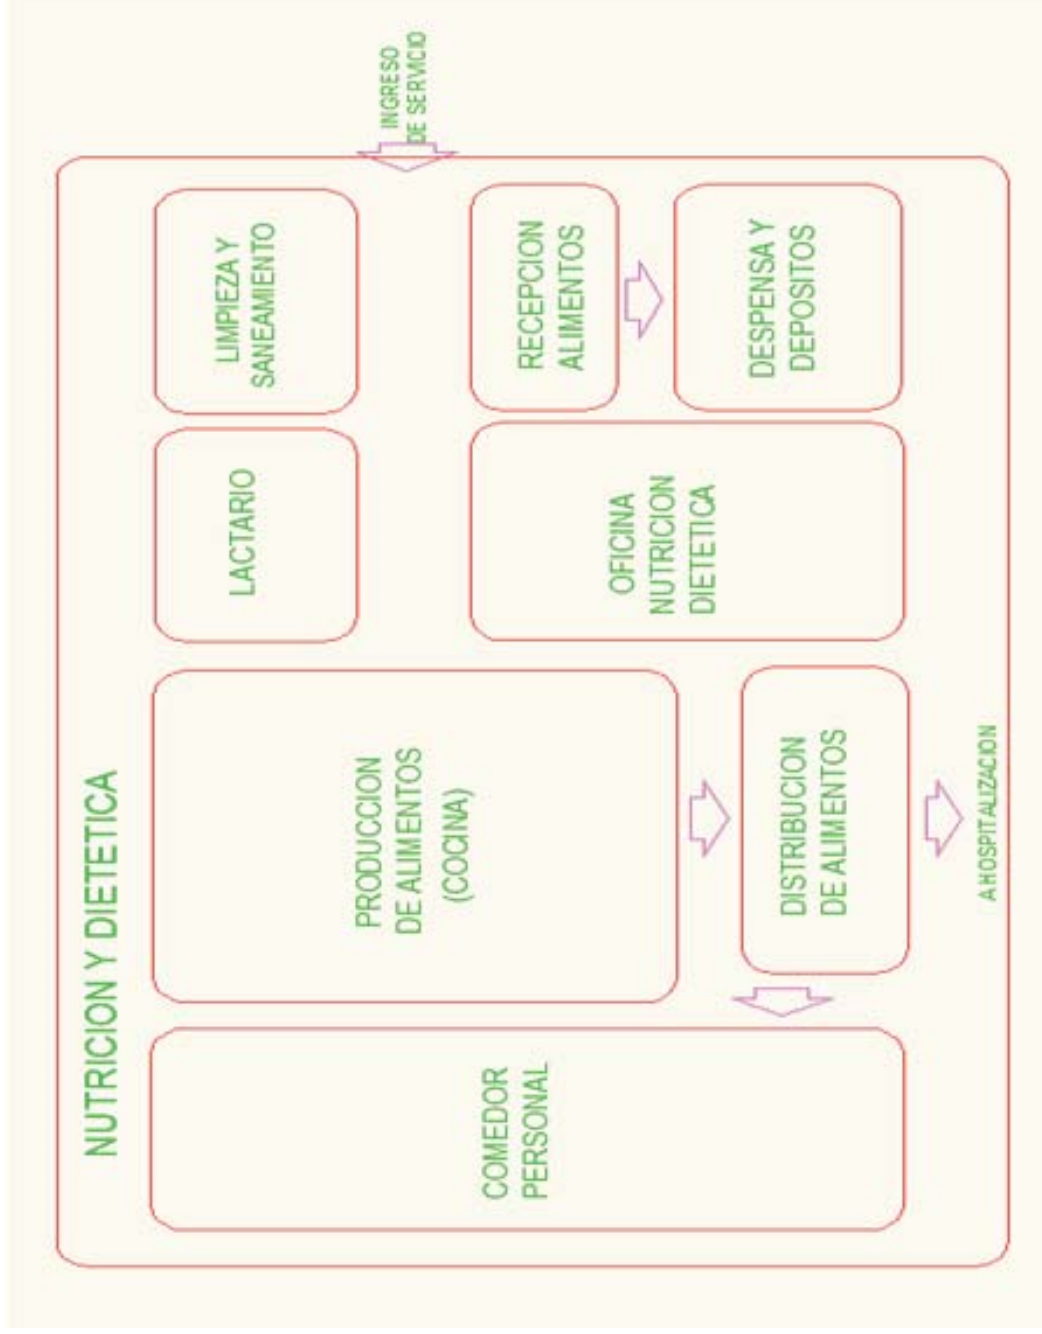 NUTRICION Y DIETETICA
COMEDOR
PERSONAL
PRODUCCION
DE ALIMENTOS
(COCINA)
LACTARIO
LIMPIEZA Y
SANEAMIENTO
INGRESO
DE SERVICIO
DISTRIBUCION
DE ALIMENTOS
OFICINA
NUTRICION
DIETETICA
RECEPCION
ALIMENTOS
DESPENSA Y
DEPOSITOS
A HOSPITALIZACION